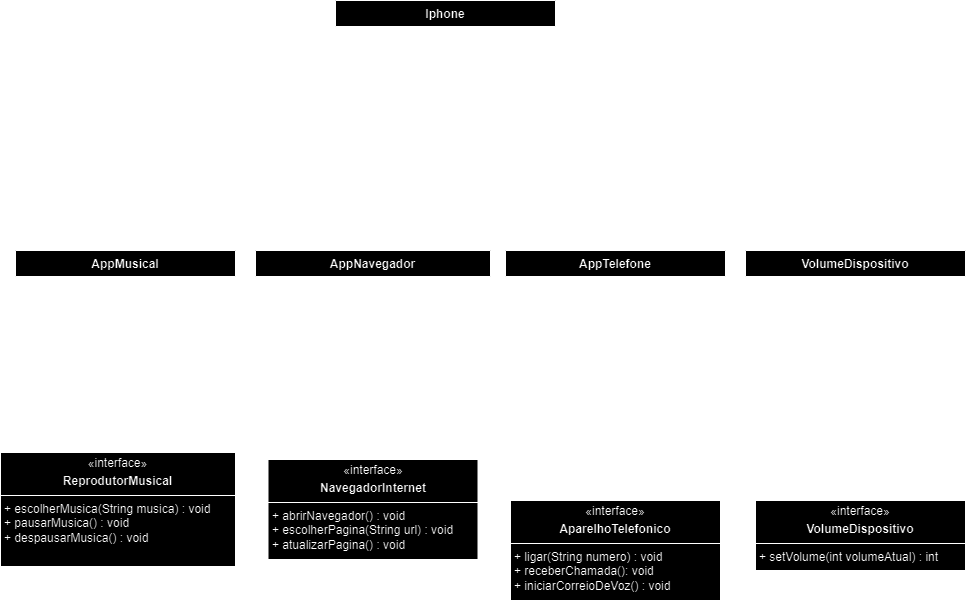 Iphone
AppMusical
AppNavegador
AppTelefone
VolumeDispositivo
«interface»
ReprodutorMusical
+ escolherMusica(String musica) : void
+ pausarMusica() : void
+ despausarMusica() : void
«interface»
NavegadorInternet
+ abrirNavegador() : void
+ escolherPagina(String url) : void
+ atualizarPagina() : void
«interface»
AparelhoTelefonico
+ ligar(String numero) : void
+ receberChamada(): void
+ iniciarCorreioDeVoz() : void
«interface»
VolumeDispositivo
+ setVolume(int volumeAtual) : int